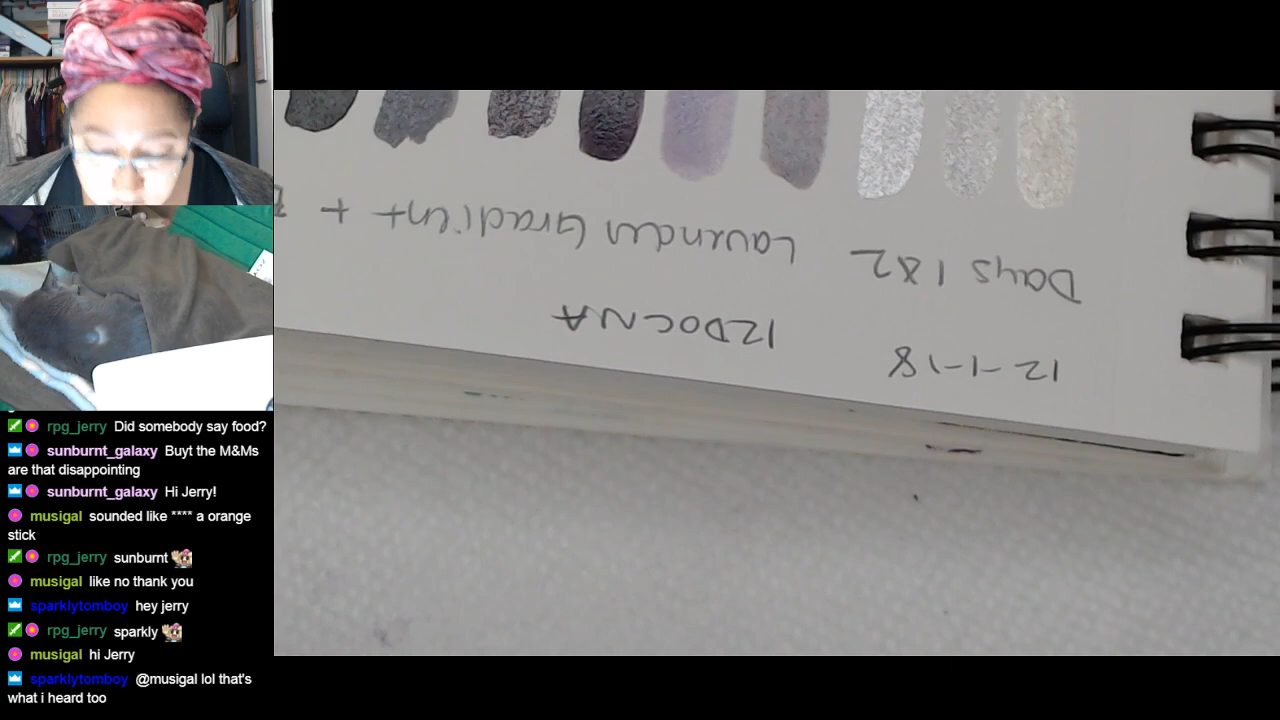 rpg_jerry Did somebody say food?
sunburnt_galaxy Buyt the M&Ms
are that disappointing
sunburnt_galaxy Hi Jerry!
musigal sounded like **** a orange
stick
rpg_jerry sunburnt
musigal like no thank you
sparklytomboy hey jerry
rpg_jerry sparkly
musigal hi Jerry
sparklytomboy @musigal lol that's
what i heard too
12-1-18 12DOCNA
Days 1&2 Lavender Gradient + +